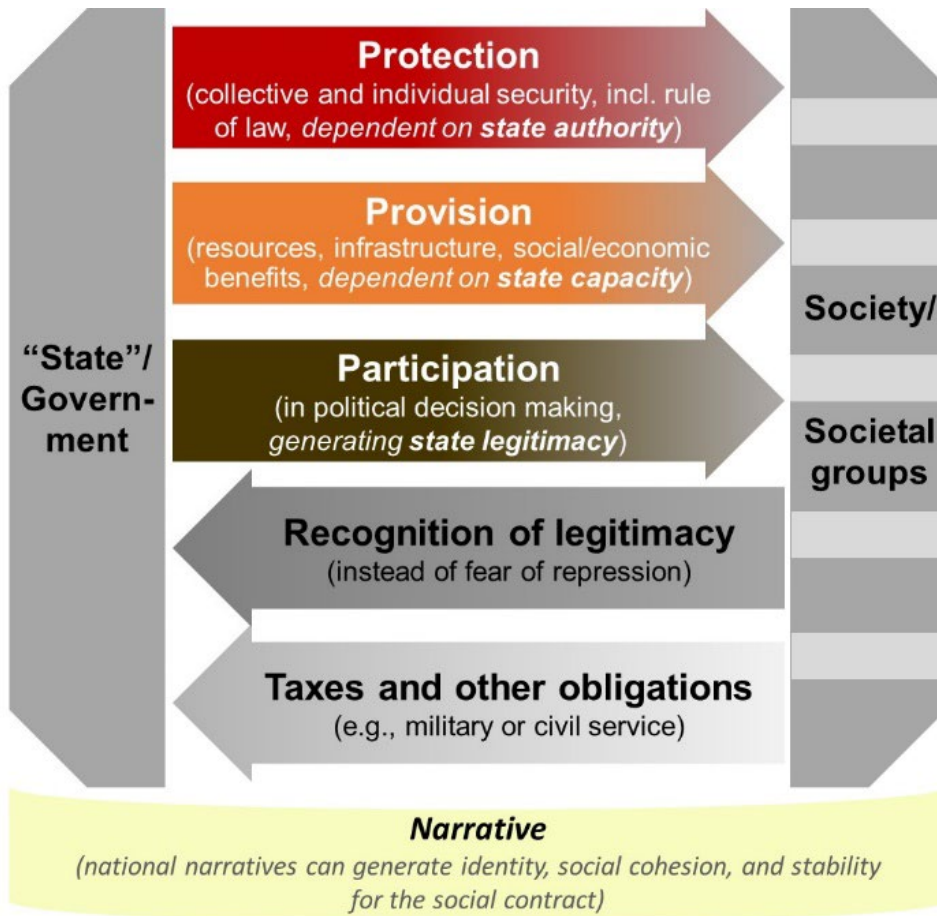 Protection
(collective and individual security, incl. rule
of law, dependent on state authority)
Provision
(resources, infrastructure, social/economic
benefits, dependent on state capacity)
“State”/
Govern-
ment
Participation
(in political decision making,
generating state legitimacy)
Society/
Societal
groups
Recognition of legitimacy
(instead of fear of repression)
Taxes and other obligations
(e.g., military or civil service)
Narrative
(national narratives can generate identity, social cohesion, and stability
for the social contract)